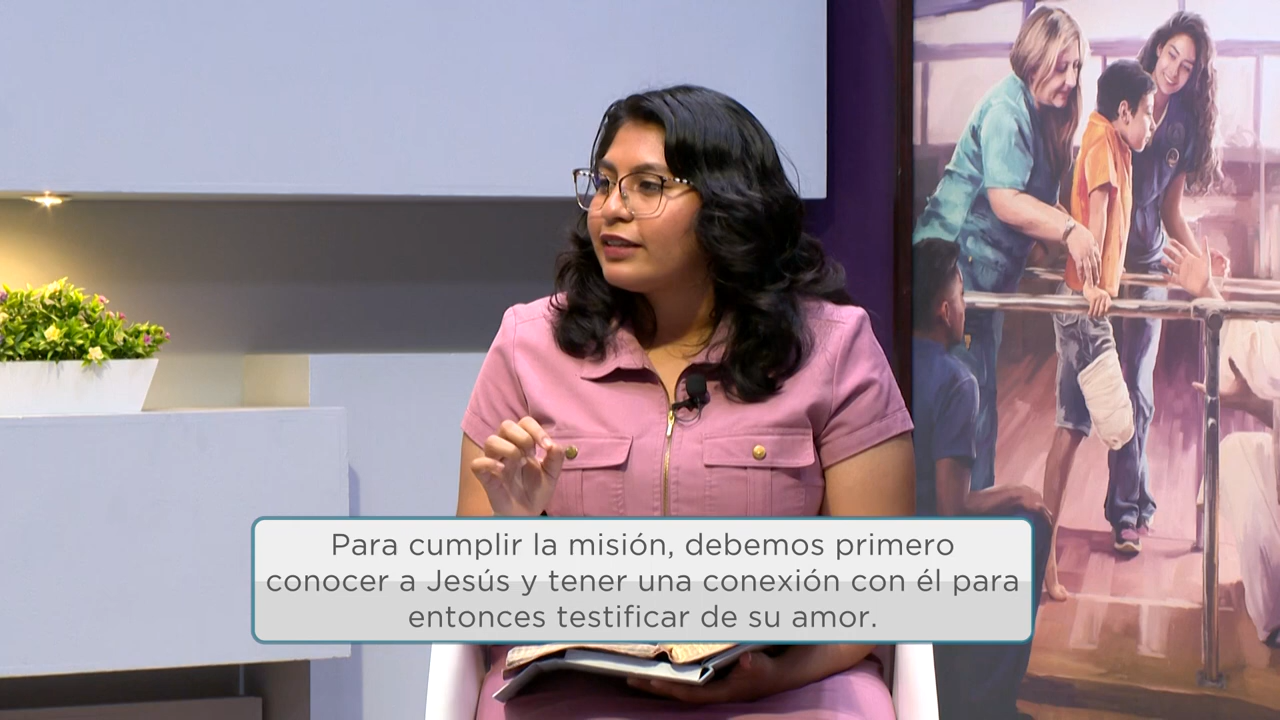 Para cumplir la misión, debemos primero
conocer a Jesús y tener una conexión con él para
entonces testificar de su amor.